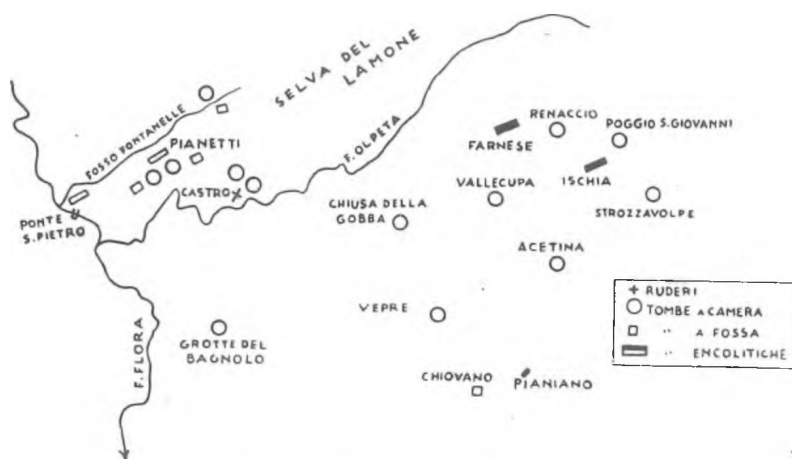 SELVA DEL
LAMONE
FOSSO FONTANELLE
PIANETTI
F. OLPETA
RENACCIO
POGGIO S. GIOVANNI
FARNESE
CASTRO
CHIUSA DELLA
GOBBA
VALLECUPA
ISCHIA
STROZZAVOLPE
PONTE
S. PIETRO
ACETINA
VEPRE
F. FLORA
GROTTE DEL
BAGNOLO
CHIOVANO
PIANIANO
RUDERI
TOMBE A CAMERA
" A FOSSA
" ENCOLITICHE